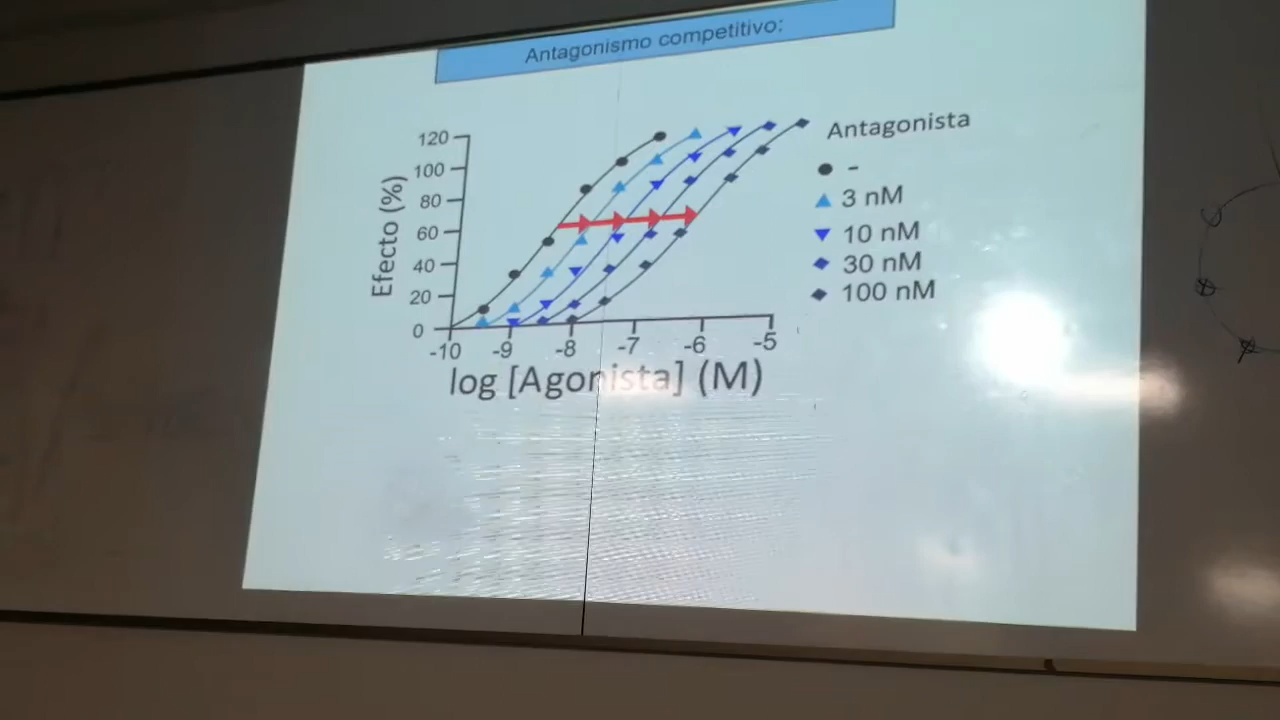 Antagonismo competitivo:
Efecto (%)
120
100
80
60
40
20
0
-10 -9 -8 -7 -6 -5
log [Agonista] (M)
Antagonista
-
3 nM
10 nM
30 nM
100 nM